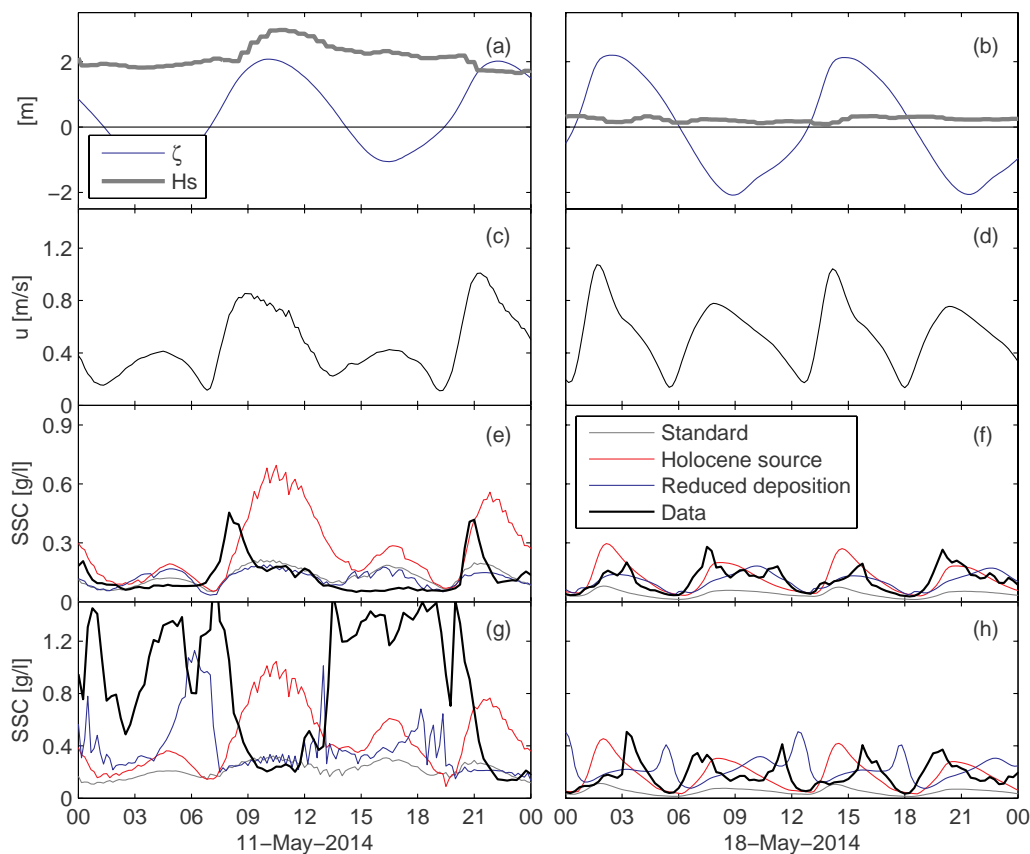 (a)
(b)
[m]
2
0
−2
ζ
Hs
(c)
(d)
u [m/s]
1.2
0.8
0.4
0
(e)
(f)
SSC [g/l]
0.9
0.6
0.3
0
Standard
Holocene source
Reduced deposition
Data
(g)
(h)
SSC [g/l]
1.2
0.8
0.4
0
00 03 06 09 12 15 18 21 00
00 03 06 09 12 15 18 21 00
11−May−2014
18−May−2014